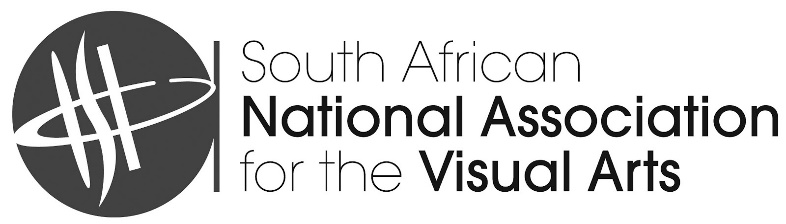 South African
National Association
for the Visual Arts